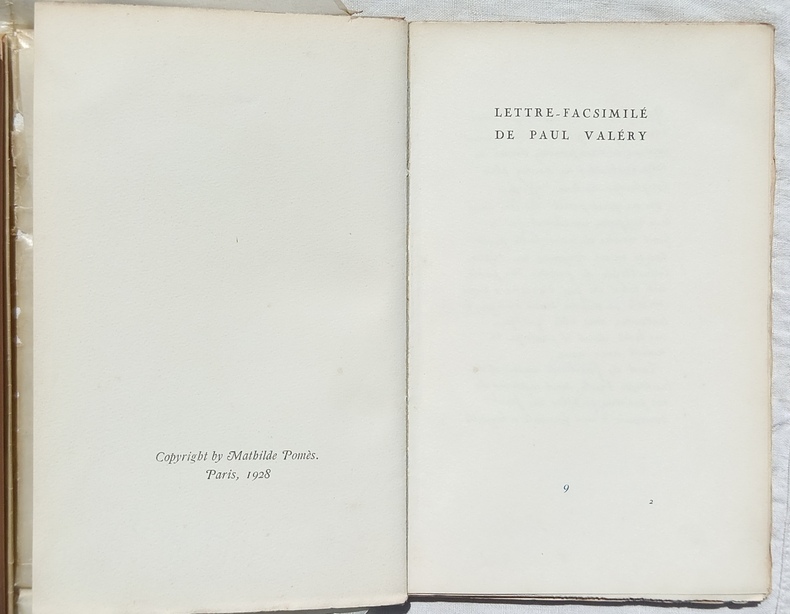 Copyright by Mathilde Pomès.
Paris, 1928
LETTRE-FACSIMILÉ
DE PAUL VALÉRY
9
2